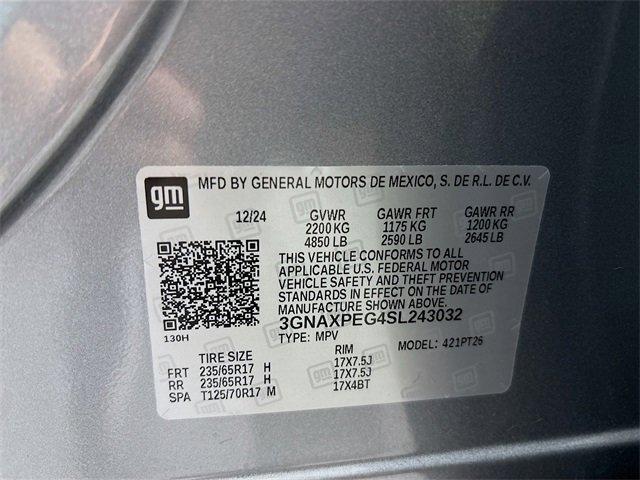 gm MFD BY GENERAL MOTORS DE MEXICO, S. DE R.L. DE C.V.
12/24 GVWR GAWR FRT GAWR RR
2200 KG 1175 KG 1200 KG
4850 LB 2590 LB 2645 LB
THIS VEHICLE CONFORMS TO ALL
APPLICABLE U.S. FEDERAL MOTOR
VEHICLE SAFETY AND THEFT PREVENTION
STANDARDS IN EFFECT ON THE DATE OF
MANUFACTURE SHOWN ABOVE.
3GNAXPEG4SL243032
130H TYPE: MPV MODEL: 421PT26
TIRE SIZE RIM
FRT 235/65R17 H 17X7.5J
RR 235/65R17 H 17X7.5J
SPA T125/70R17 M 17X4BT